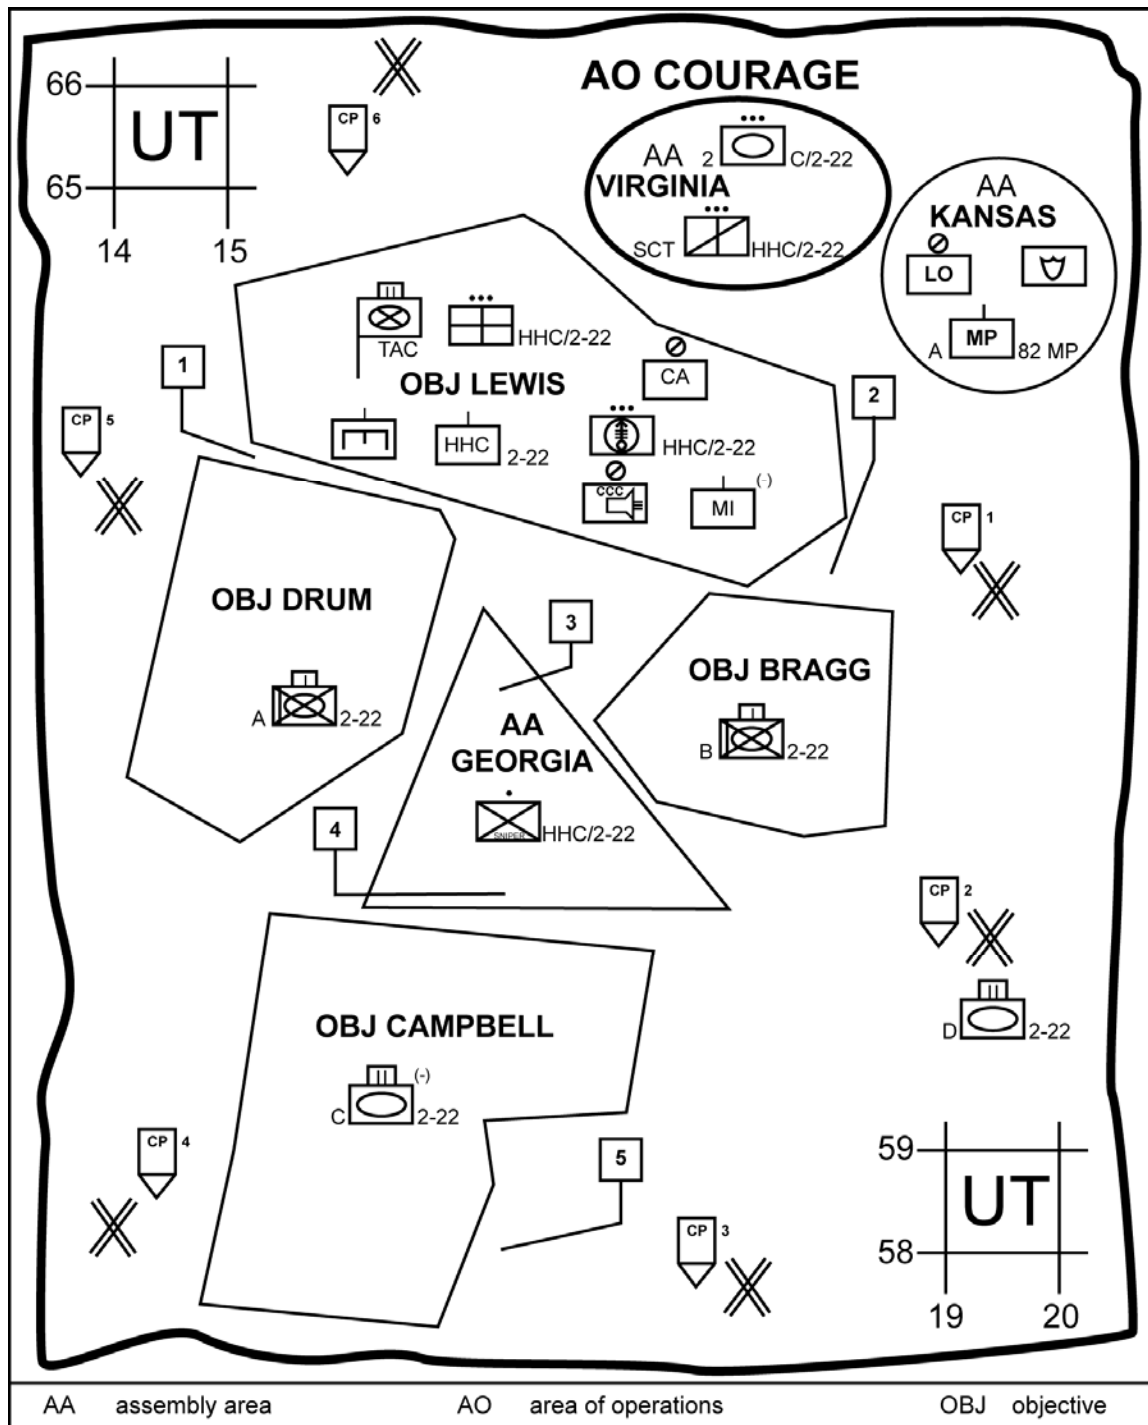 AO COURAGE
66
UT
65
14 15
CP 6
AA 2 C/2-22
VIRGINIA
SCT HHC/2-22
AA
KANSAS
LO
A MP 82 MP
TAC
HHC/2-22
OBJ LEWIS
CA
HHC 2-22
HHC/2-22
CCC
MI (-)
1
2
CP 5
CP 1
OBJ DRUM
A 2-22
3
OBJ BRAGG
B 2-22
AA
GEORGIA
SNIPER HHC/2-22
4
CP 2
D 2-22
OBJ CAMPBELL
(-)
C 2-22
CP 4
5
CP 3
59
UT
58
19 20
AA assembly area AO area of operations OBJ objective